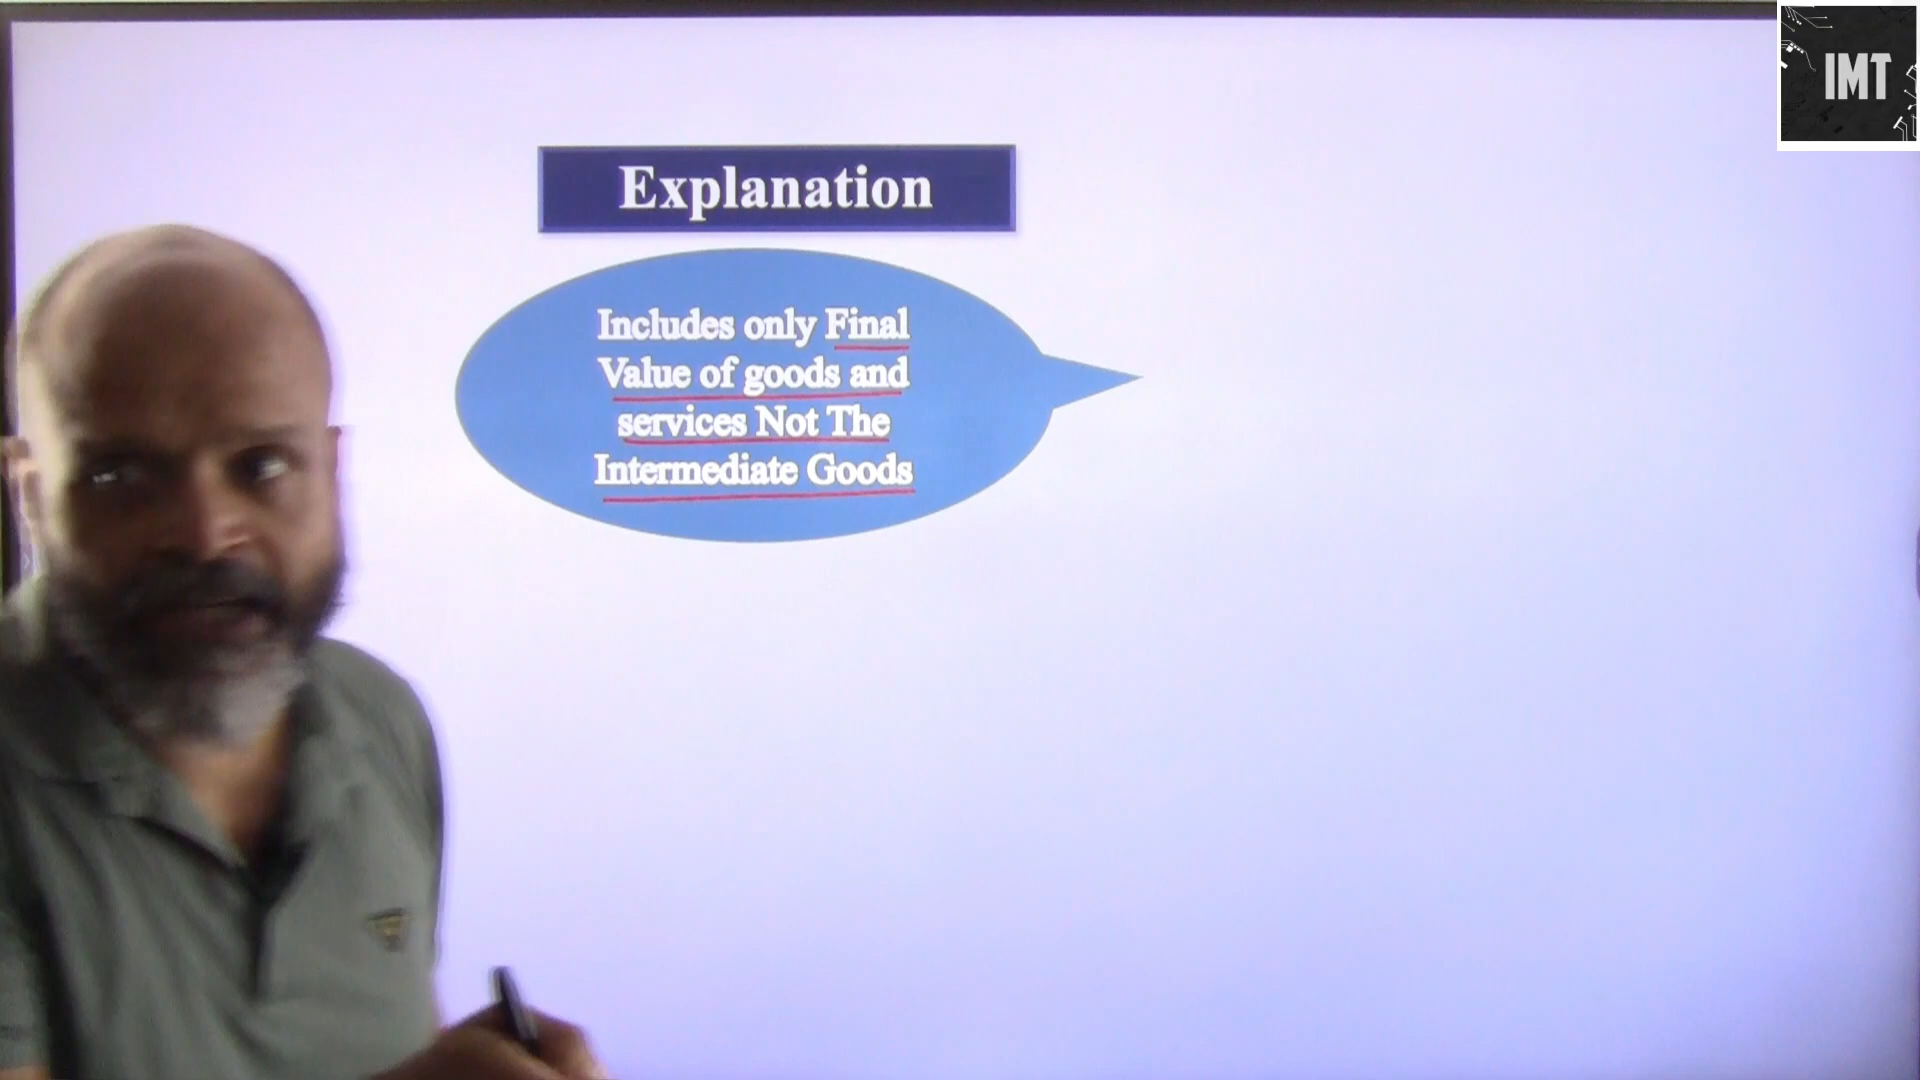 IMT
Explanation
Includes only Final
Value of goods and
services Not The
Intermediate Goods